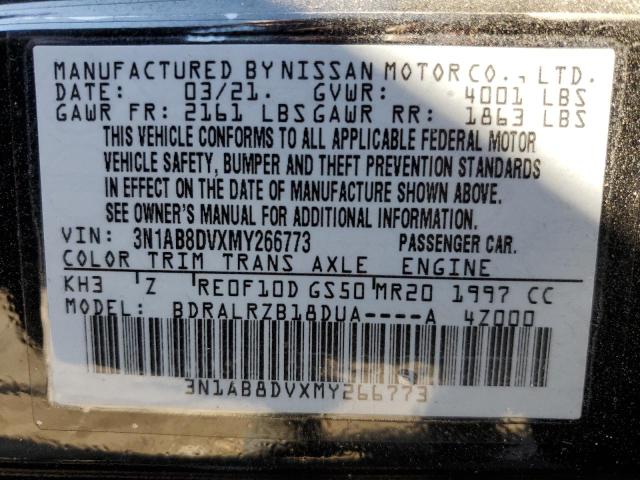 MANUFACTURED BY NISSAN MOTOR CO., LTD.
DATE: 03/21. GVWR: 4001 LBS
GAWR FR: 2161 LBS GAWR RR: 1863 LBS
THIS VEHICLE CONFORMS TO ALL APPLICABLE FEDERAL MOTOR
VEHICLE SAFETY, BUMPER AND THEFT PREVENTION STANDARDS
IN EFFECT ON THE DATE OF MANUFACTURE SHOWN ABOVE.
SEE OWNER'S MANUAL FOR ADDITIONAL INFORMATION.
VIN: 3N1AB8DVXMY266773 PASSENGER CAR.
COLOR TRIM TRANS AXLE ENGINE
KH3 Z RE0F10D GS50 MR20 1997 CC
MODEL: BDRALRZB18DUA----A 4Z000
3N1AB8DVXMY266773